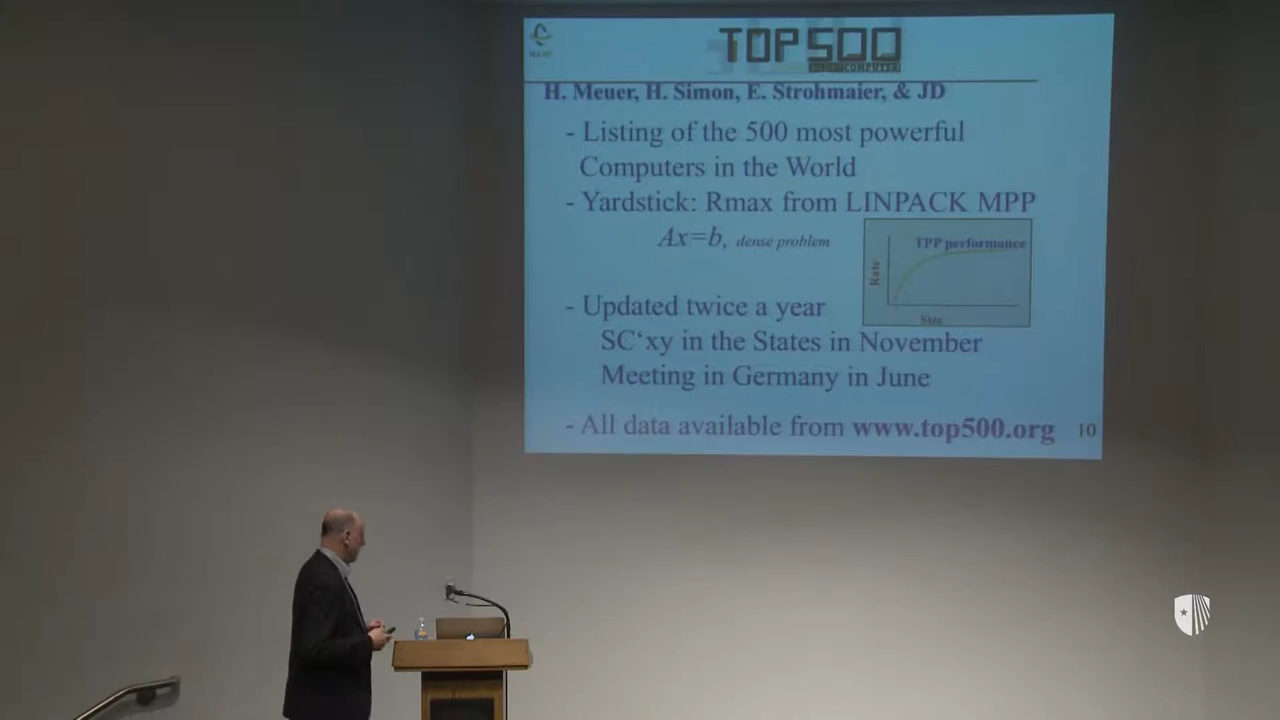 TOP500
H. Meuer, H. Simon, E. Strohmaier, & JD
- Listing of the 500 most powerful
Computers in the World
- Yardstick: Rmax from LINPACK MPP
Ax=b, dense problem
TPP performance
Rate
Size
- Updated twice a year
SC‘xy in the States in November
Meeting in Germany in June
- All data available from www.top500.org
10